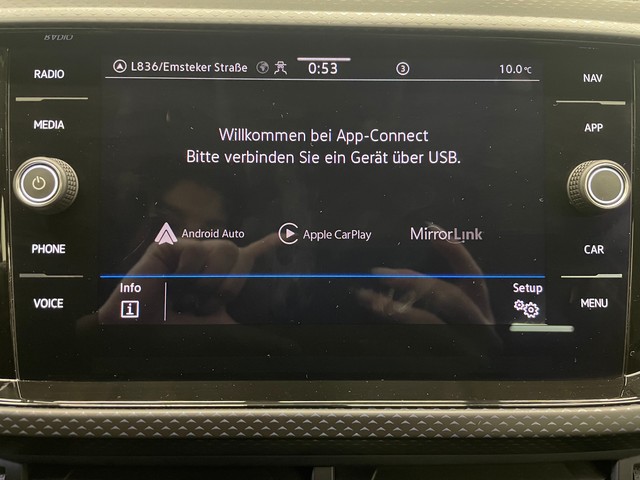 RADIO
RADIO
MEDIA
PHONE
VOICE
L836/Emsteker Straße
0:53
3
10.0°C
Willkommen bei App-Connect
Bitte verbinden Sie ein Gerät über USB.
Android Auto
Apple CarPlay
MirrorLink
Info
Setup
NAV
APP
CAR
MENU